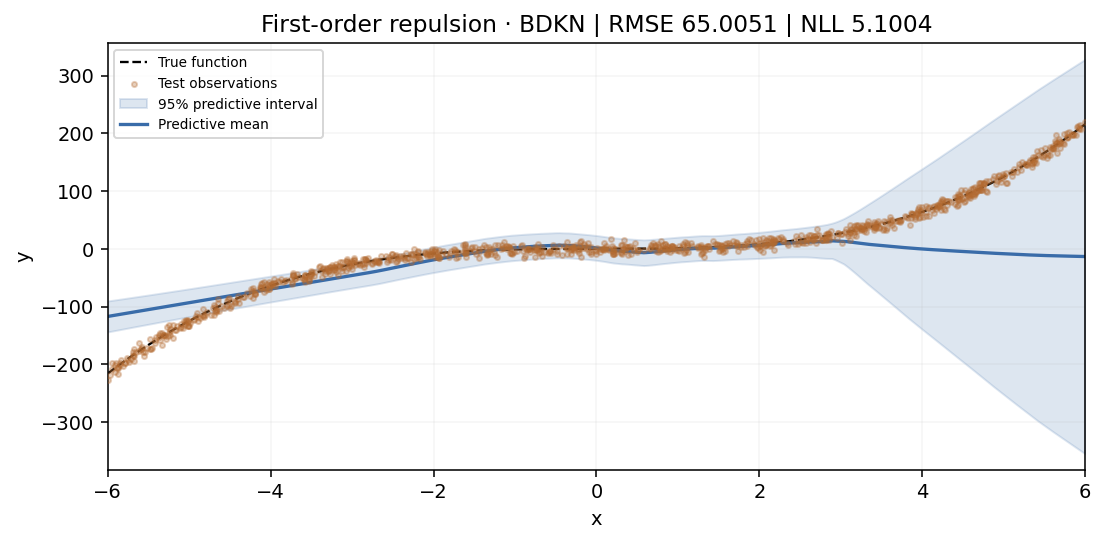 First-order repulsion · BDKN | RMSE 65.0051 | NLL 5.1004
True function
Test observations
95% predictive interval
Predictive mean
300
200
100
0
−100
−200
−300
y
−6
−4
−2
0
2
4
6
x